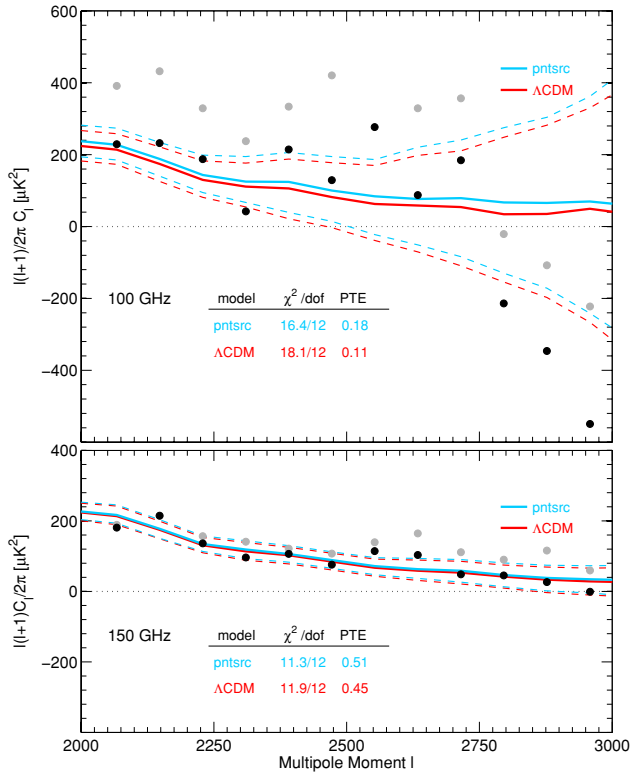 600
400
200
0
−200
−400
l(l+1)/2π C_l [μK²]
pntsrc
ΛCDM
100 GHz
model χ² /dof PTE
pntsrc 16.4/12 0.18
ΛCDM 18.1/12 0.11
400
200
0
−200
l(l+1)C_l/2π [μK²]
pntsrc
ΛCDM
150 GHz
model χ² /dof PTE
pntsrc 11.3/12 0.51
ΛCDM 11.9/12 0.45
2000 2250 2500 2750 3000
Multipole Moment l